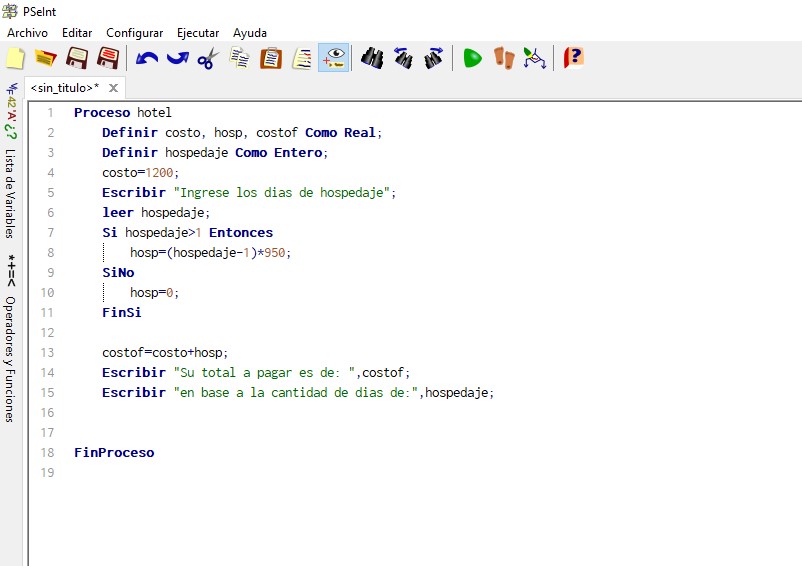 PSeInt
Archivo Editar Configurar Ejecutar Ayuda
<sin_titulo>* X
Lista de Variables
*+=< Operadores y Funciones
1 Proceso hotel
2 Definir costo, hosp, costof Como Real;
3 Definir hospedaje Como Entero;
4 costo=1200;
5 Escribir "Ingrese los dias de hospedaje";
6 leer hospedaje;
7 Si hospedaje>1 Entonces
8 hosp=(hospedaje-1)*950;
9 SiNo
10 hosp=0;
11 FinSi
12
13 costof=costo+hosp;
14 Escribir "Su total a pagar es de: ",costof;
15 Escribir "en base a la cantidad de dias de:",hospedaje;
16
17
18 FinProceso
19